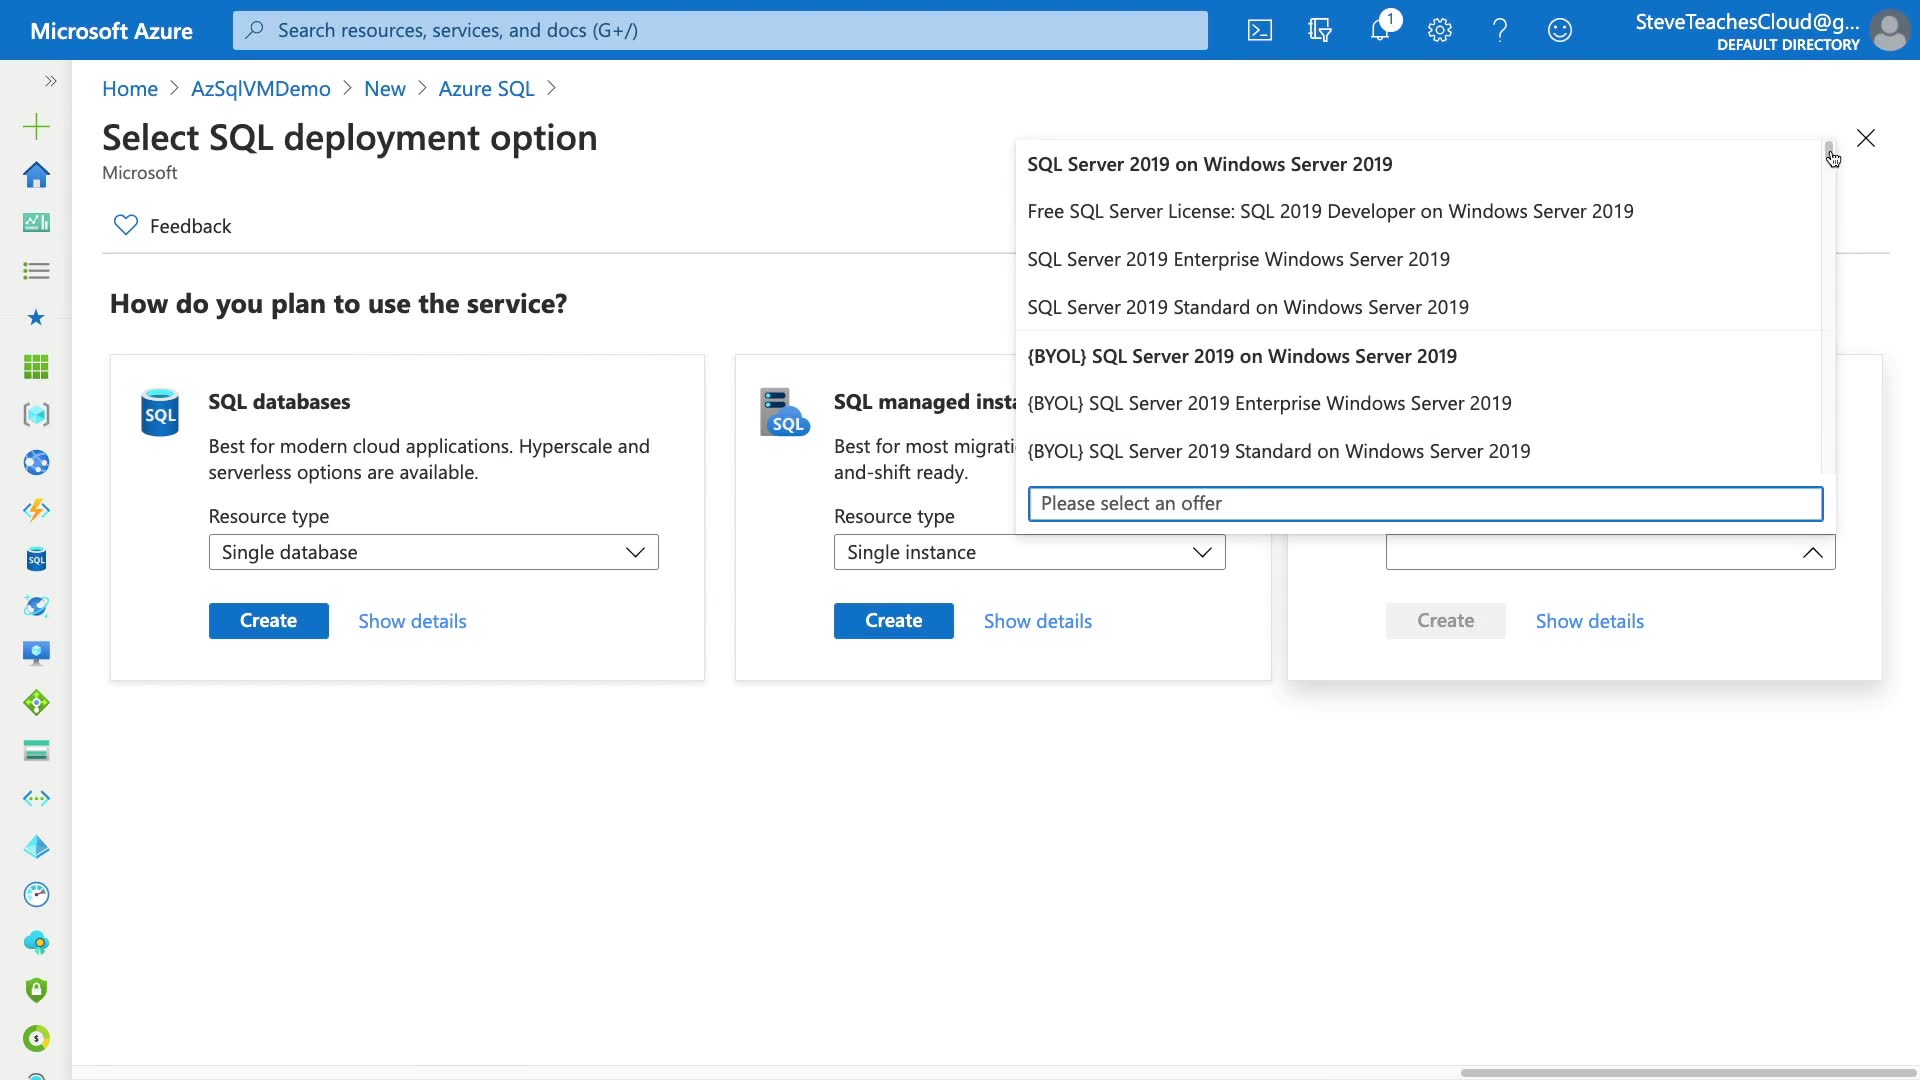 Microsoft Azure
Search resources, services, and docs (G+/)
1
SteveTeachesCloud@g...
DEFAULT DIRECTORY
Home > AzSqlVMDemo > New > Azure SQL >
Select SQL deployment option
Microsoft
Feedback
How do you plan to use the service?
SQL
SQL databases
Best for modern cloud applications. Hyperscale and
serverless options are available.
Resource type
Single database
Create
Show details
SQL
SQL managed insta
Best for most migrati
and-shift ready.
Resource type
Single instance
Create
Show details
SQL Server 2019 on Windows Server 2019
Free SQL Server License: SQL 2019 Developer on Windows Server 2019
SQL Server 2019 Enterprise Windows Server 2019
SQL Server 2019 Standard on Windows Server 2019
{BYOL} SQL Server 2019 on Windows Server 2019
{BYOL} SQL Server 2019 Enterprise Windows Server 2019
{BYOL} SQL Server 2019 Standard on Windows Server 2019
Please select an offer
Create
Show details
SQL